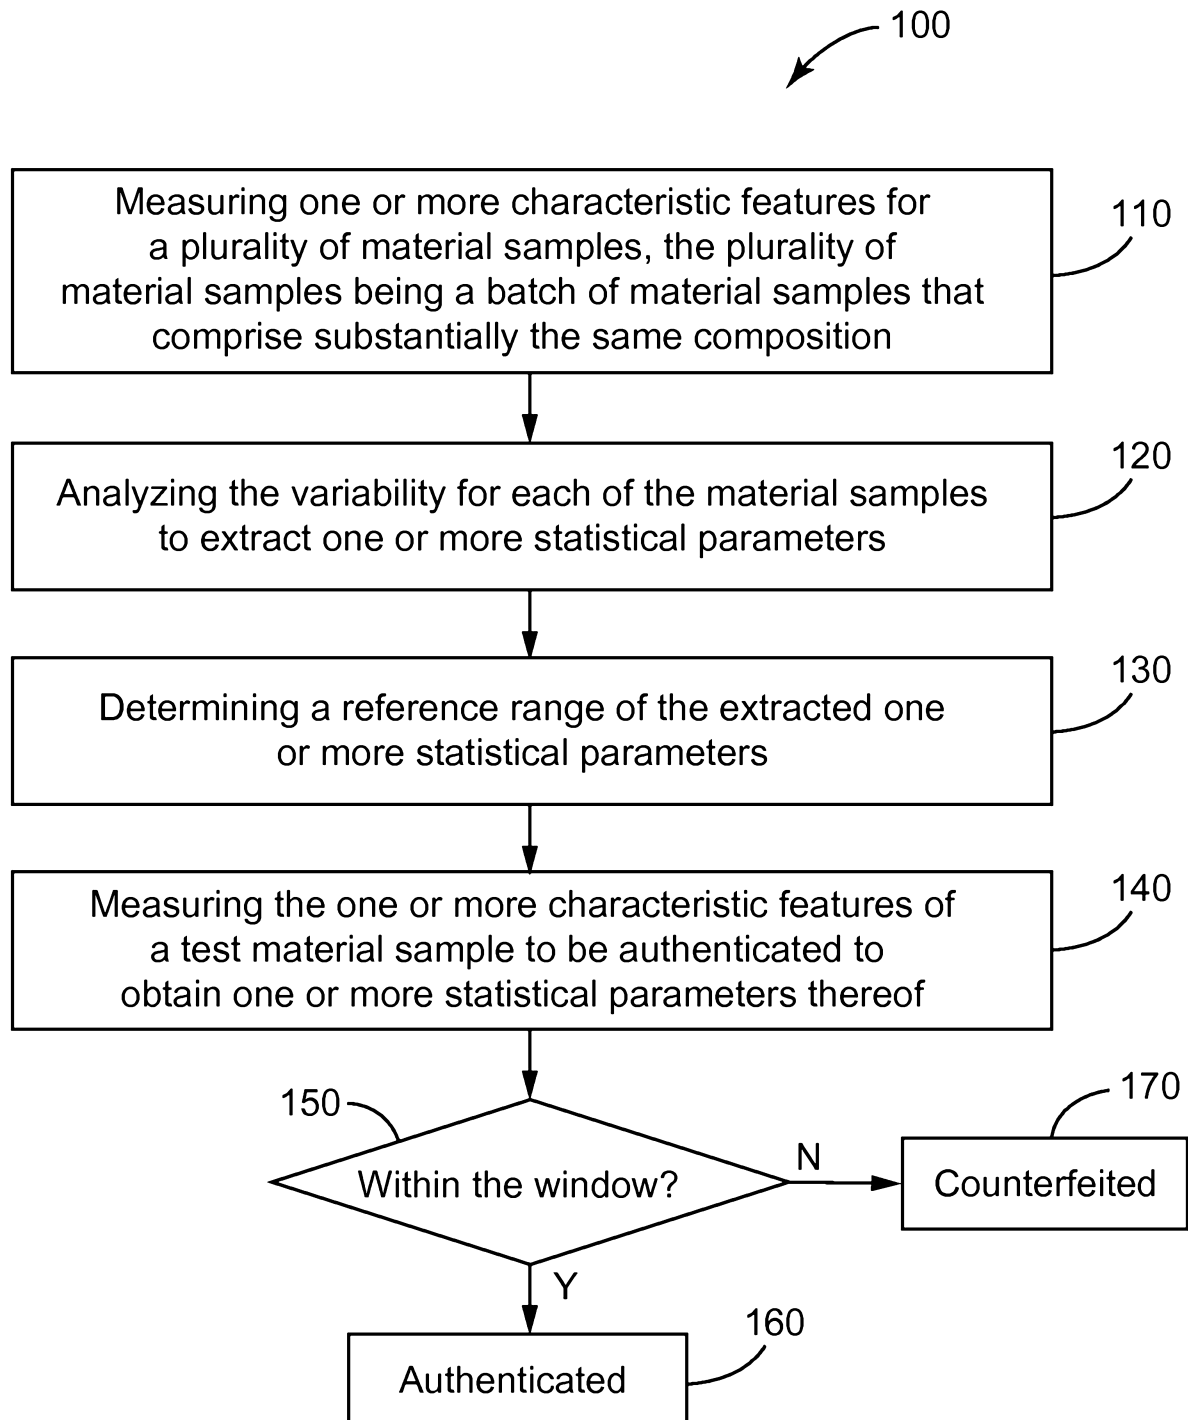 100
Measuring one or more characteristic features for
a plurality of material samples, the plurality of
material samples being a batch of material samples that
comprise substantially the same composition
110
Analyzing the variability for each of the material samples
to extract one or more statistical parameters
120
Determining a reference range of the extracted one
or more statistical parameters
130
Measuring the one or more characteristic features of
a test material sample to be authenticated to
obtain one or more statistical parameters thereof
140
150
Within the window?
N
170
Counterfeited
Y
160
Authenticated